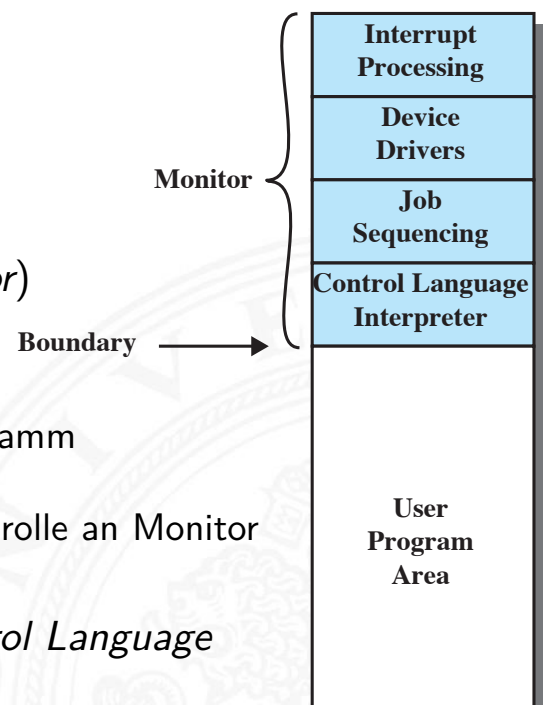 Interrupt
Processing
Device
Drivers
Monitor
Job
Sequencing
Control Language
Interpreter
Boundary
User
Program
Area
or)
amm
rolle an Monitor
rol Language